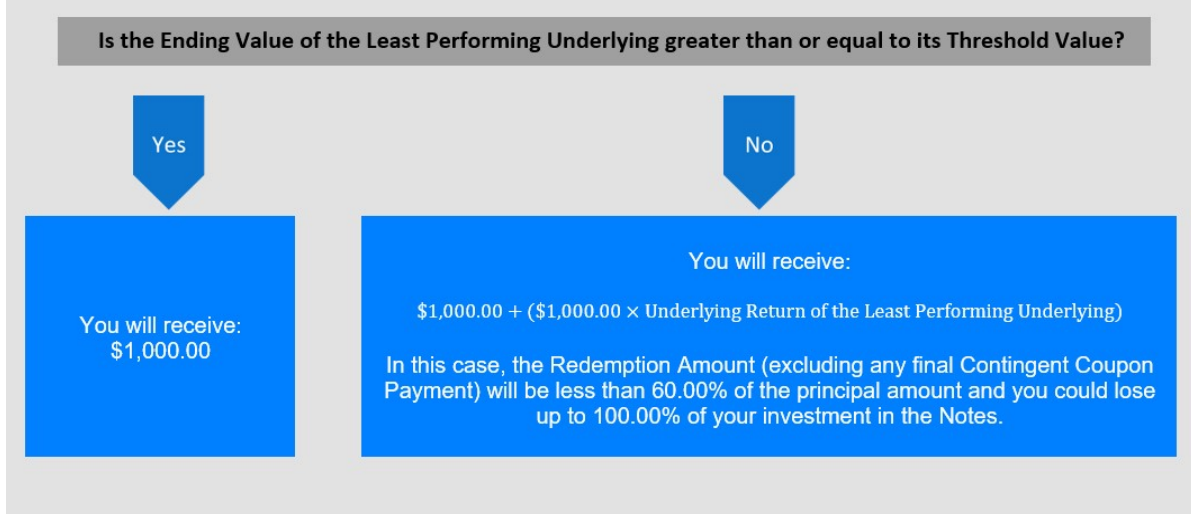 Is the Ending Value of the Least Performing Underlying greater than or equal to its Threshold Value?
Yes
No
You will receive:
$1,000.00
You will receive:
$1,000.00 + ($1,000.00 × Underlying Return of the Least Performing Underlying)
In this case, the Redemption Amount (excluding any final Contingent Coupon
Payment) will be less than 60.00% of the principal amount and you could lose
up to 100.00% of your investment in the Notes.